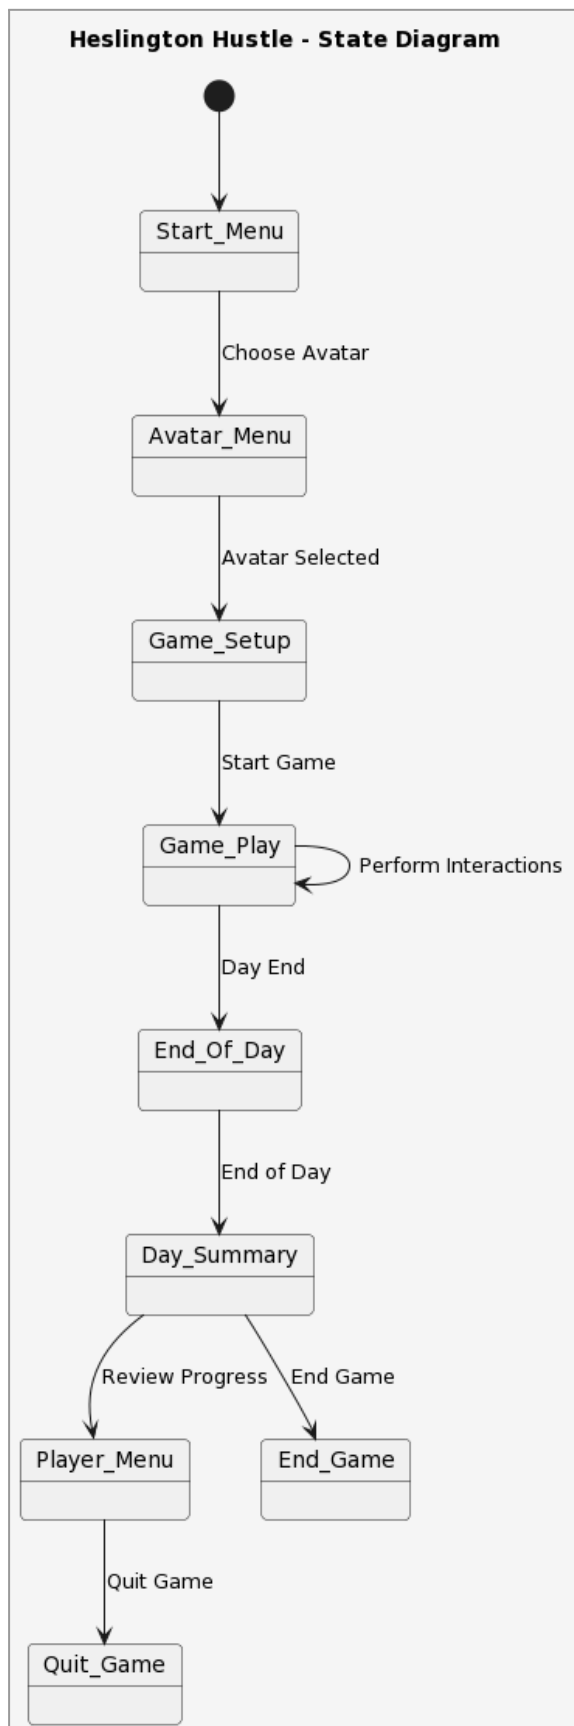 Heslington Hustle - State Diagram
Start_Menu
Choose Avatar
Avatar_Menu
Avatar Selected
Game_Setup
Start Game
Game_Play
Perform Interactions
Day End
End_Of_Day
End of Day
Day_Summary
Review Progress
End Game
Player_Menu
End_Game
Quit Game
Quit_Game